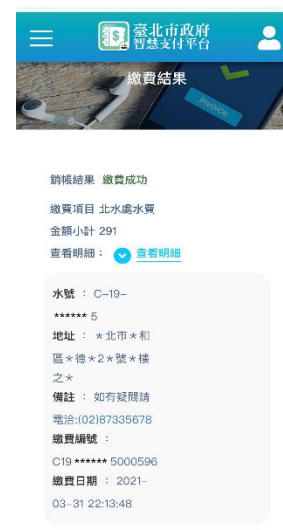 臺北市政府
智慧支付平台
繳費結果
Invoice
銷帳結果 繳費成功
繳費項目 北水處水費
金額小計 291
查看明細： 查看明細
水號 ： C-19-
****** 5
地址 ： *北市*和
區*德*2*號*樓
之*
備註 ： 如有疑問請
電洽:(02)87335678
繳費編號 ：
C19 ****** 5000596
繳費日期 ： 2021-
03-31 22:13:48